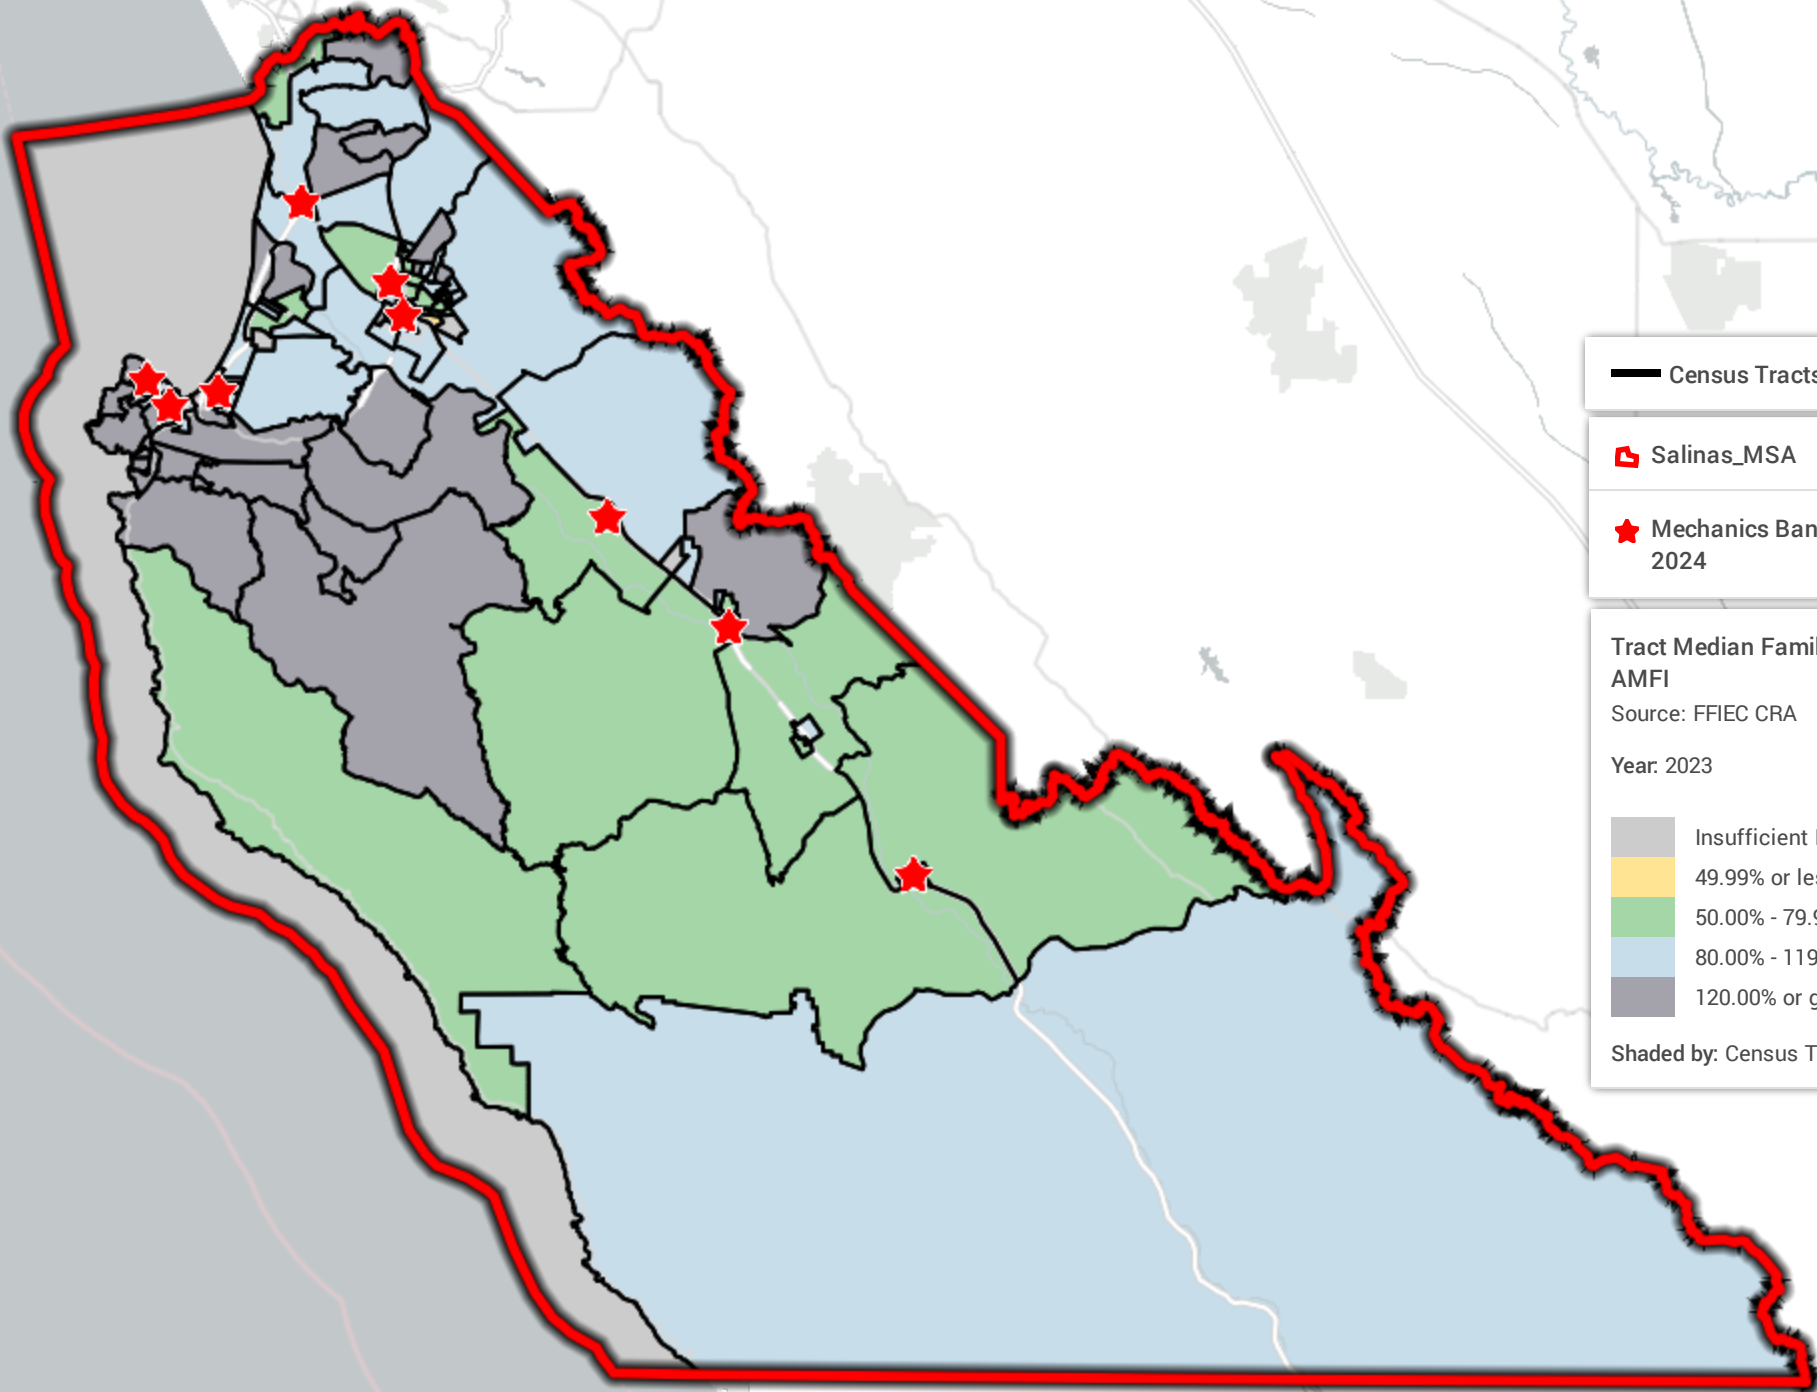 Census Tracts
Salinas_MSA
Mechanics Ban
2024
Tract Median Famil
AMFI
Source: FFIEC CRA
Year: 2023
Insufficient
49.99% or les
50.00% - 79.9
80.00% - 119
120.00% or g
Shaded by: Census T